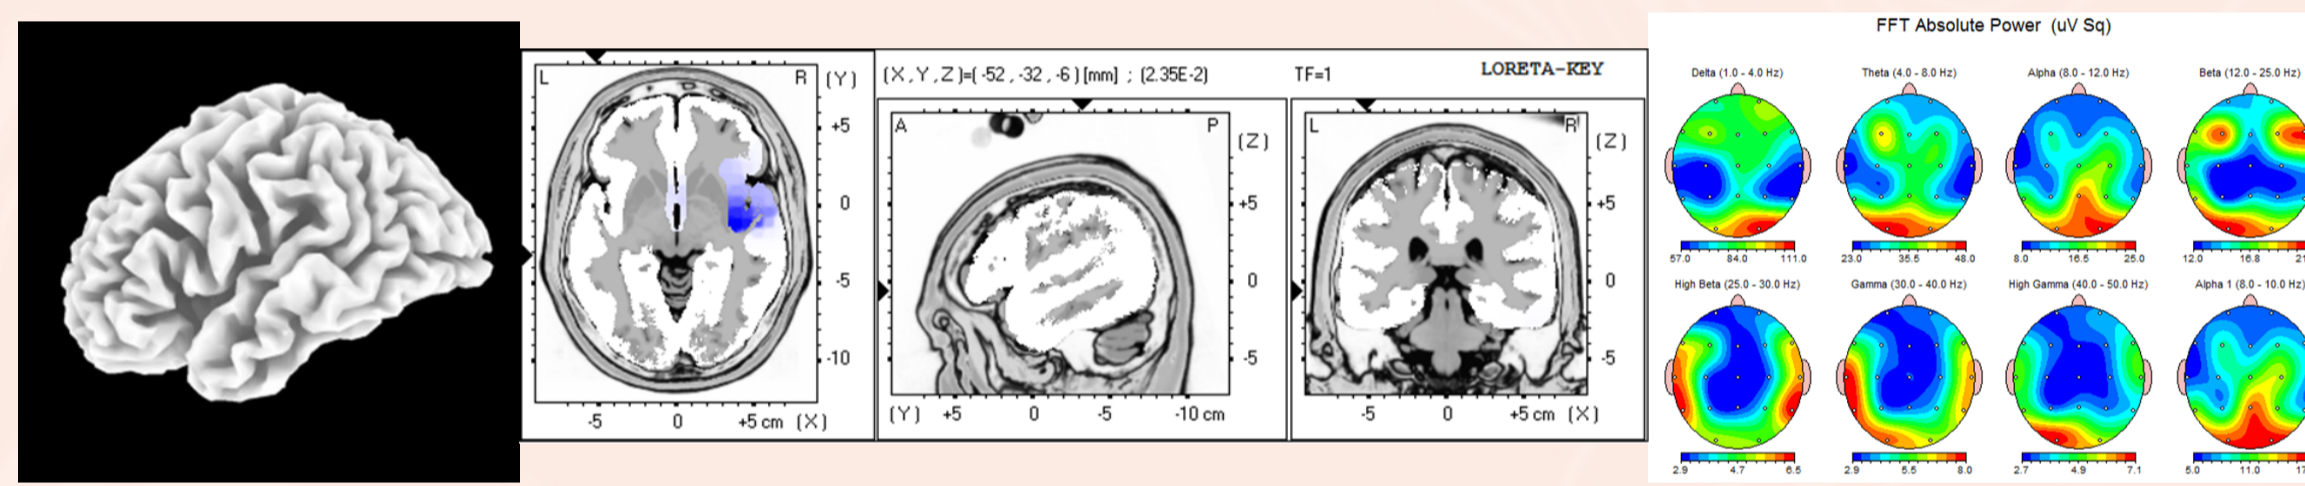 L R (Y)
+5
0
-5
-10
-5 0 +5 cm (X)
(X,Y,Z)=(-52,-32,-6)[mm] ; (2.35E-2)
TF=1
LORETA-KEY
A P (Z)
+5
0
-5
(Y) +5 0 -5 -10 cm
L R (Z)
+5
0
-5
-5 0 +5 cm (X)
FFT Absolute Power (uV Sq)
Delta (1.0 - 4.0 Hz)
57.0 84.0 111.0
Theta (4.0 - 8.0 Hz)
23.0 35.5 48.0
Alpha (8.0 - 12.0 Hz)
8.0 16.5 25.0
Beta (12.0 - 25.0 Hz)
12.0 16.8 21
High Beta (25.0 - 30.0 Hz)
2.9 4.7 6.5
Gamma (30.0 - 40.0 Hz)
2.9 5.5 8.0
High Gamma (40.0 - 50.0 Hz)
2.7 4.9 7.1
Alpha 1 (8.0 - 10.0 Hz)
5.0 11.0 17